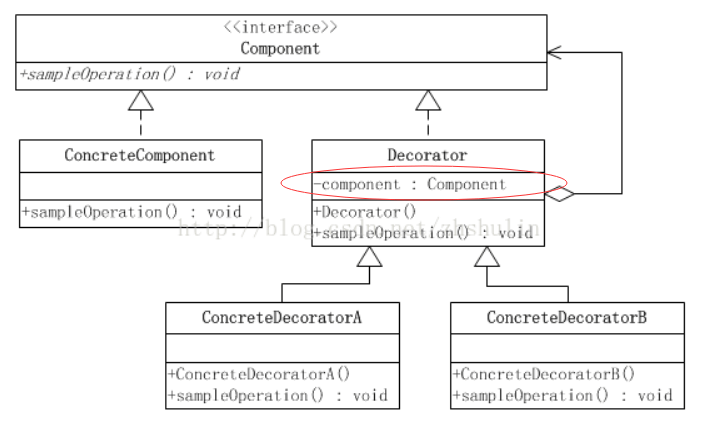 <<interface>>
Component
+sampleOperation() : void
ConcreteComponent
+sampleOperation() : void
Decorator
-component : Component
+Decorator()
+sampleOperation() : void
http://blog.csdn.net/zhshulin
ConcreteDecoratorA
+ConcreteDecoratorA()
+sampleOperation() : void
ConcreteDecoratorB
+ConcreteDecoratorB()
+sampleOperation() : void